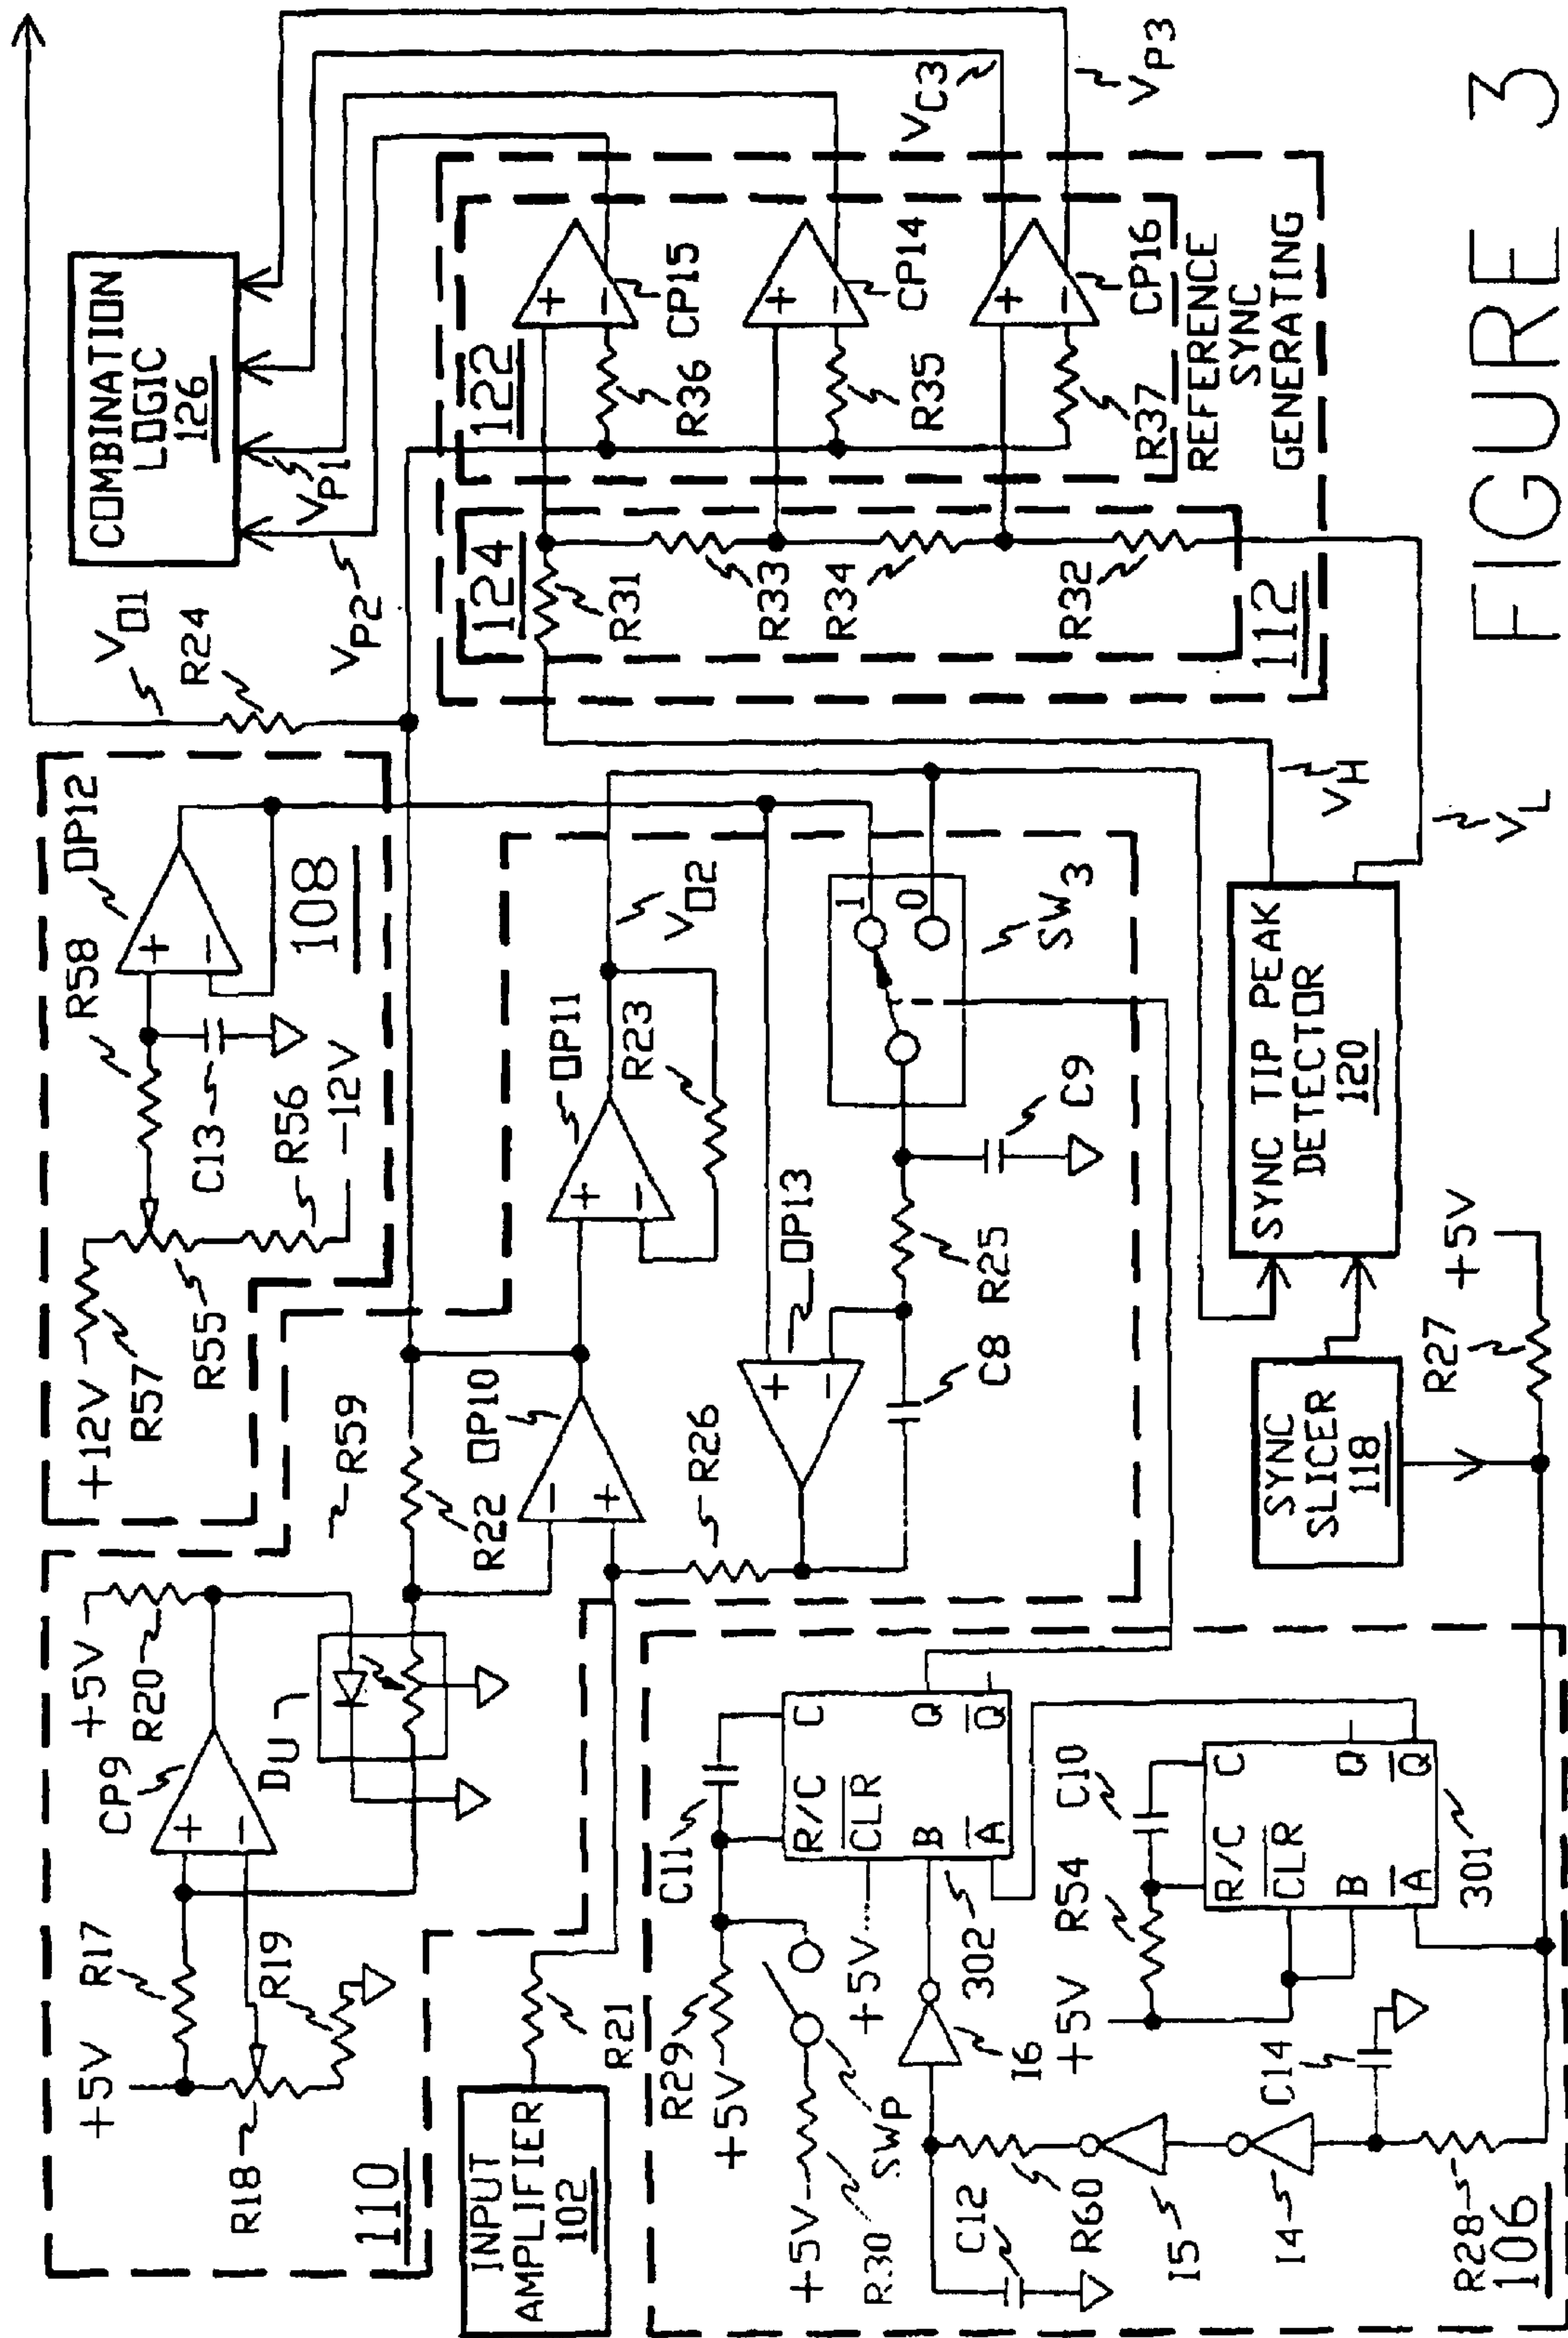 +5V
R17
CP9
+5V
R20
R18
R19
DU
110
INPUT
AMPLIFIER
102
R21
+12V
R57
R55
R58
OP12
C13
R56
-12V
108
R59
R22
OP10
OP11
R23
VO2
R26
OP13
C8
R25
C9
1
0
SW3
VO1
R24
VP2
VP1
COMBINATION
LOGIC
126
124
R31
R33
R34
R32
112
122
R36
CP15
R35
CP14
R37
CP16
REFERENCE
SYNC
GENERATING
VC3
VP3
VH
VL
SYNC TIP PEAK
DETECTOR
120
SYNC
SLICER
118
R27
+5V
R29
+5V
C11
+5V
R30
SWP
+5V
R/C
C
CLR
B
Q
A
Q
302
I6
C12
R60
I5
I4
R28
C14
+5V
R54
C10
R/C
C
CLR
B
Q
A
Q
301
106
FIGURE 3